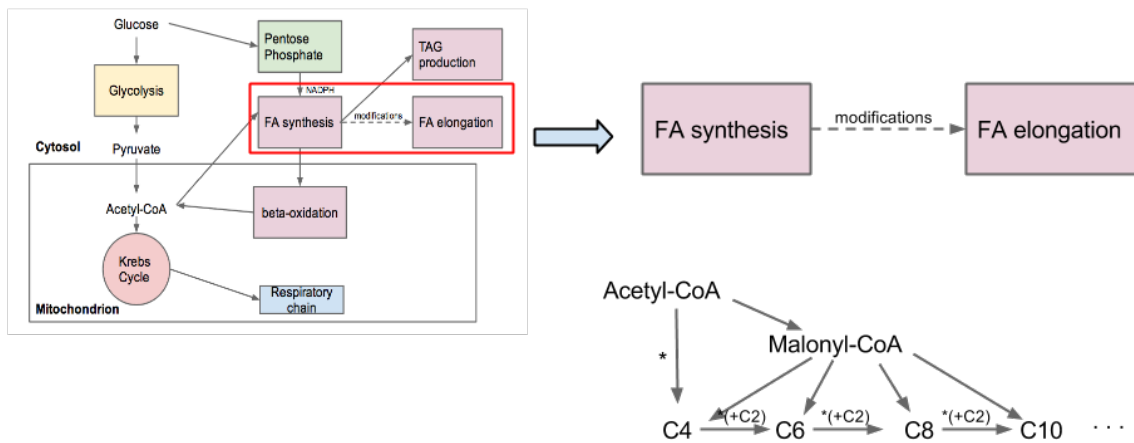 Glucose
Pentose
Phosphate
TAG
production
Glycolysis
NADPH
FA synthesis
modifications
FA elongation
Cytosol
Pyruvate
Acetyl-CoA
beta-oxidation
Krebs
Cycle
Respiratory
chain
Mitochondrion
FA synthesis
modifications
FA elongation
Acetyl-CoA
*
Malonyl-CoA
C4
*(+C2)
C6
*(+C2)
C8
*(+C2)
C10
. . .